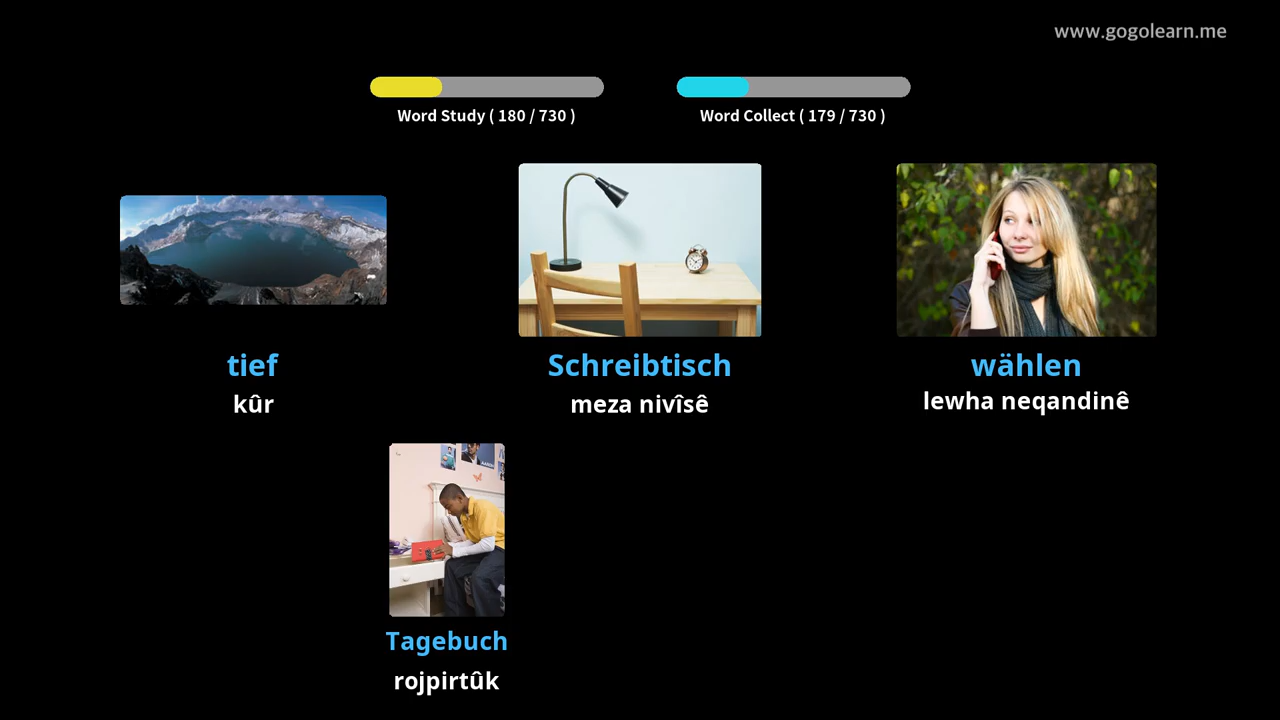 www.gogolearn.me
Word Study ( 180 / 730 )
Word Collect ( 179 / 730 )
tief
kûr
Schreibtisch
meza nivîsê
wählen
lewha neqandinê
Tagebuch
rojpirtûk